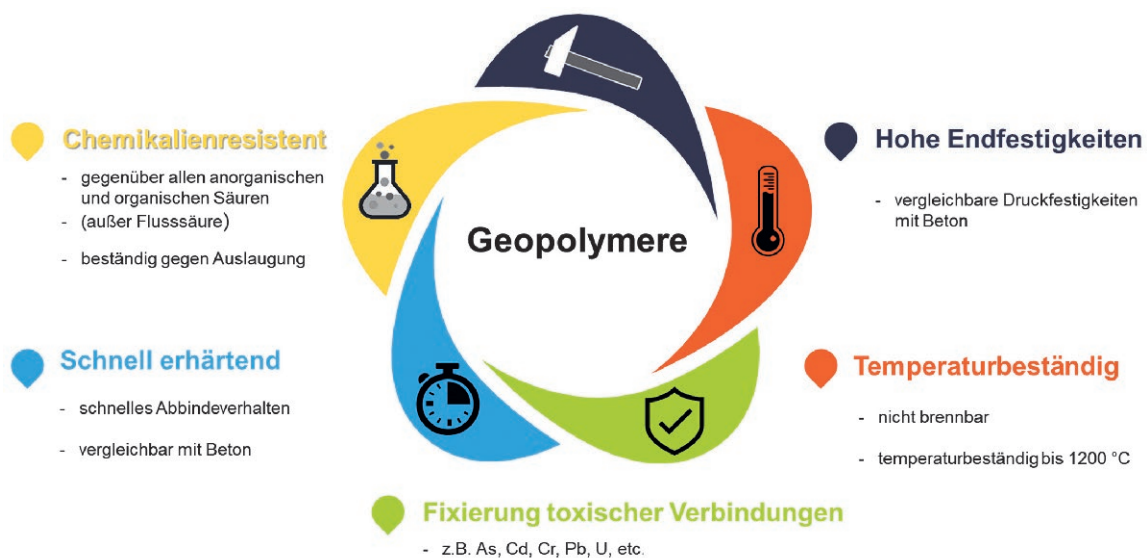 Chemikalienresistent
- gegenüber allen anorganischen
und organischen Säuren
- (außer Flusssäure)
- beständig gegen Auslaugung
Schnell erhärtend
- schnelles Abbindeverhalten
- vergleichbar mit Beton
Geopolymere
Hohe Endfestigkeiten
- vergleichbare Druckfestigkeiten
mit Beton
Temperaturbeständig
- nicht brennbar
- temperaturbeständig bis 1200 °C
Fixierung toxischer Verbindungen
- z.B. As, Cd, Cr, Pb, U, etc.